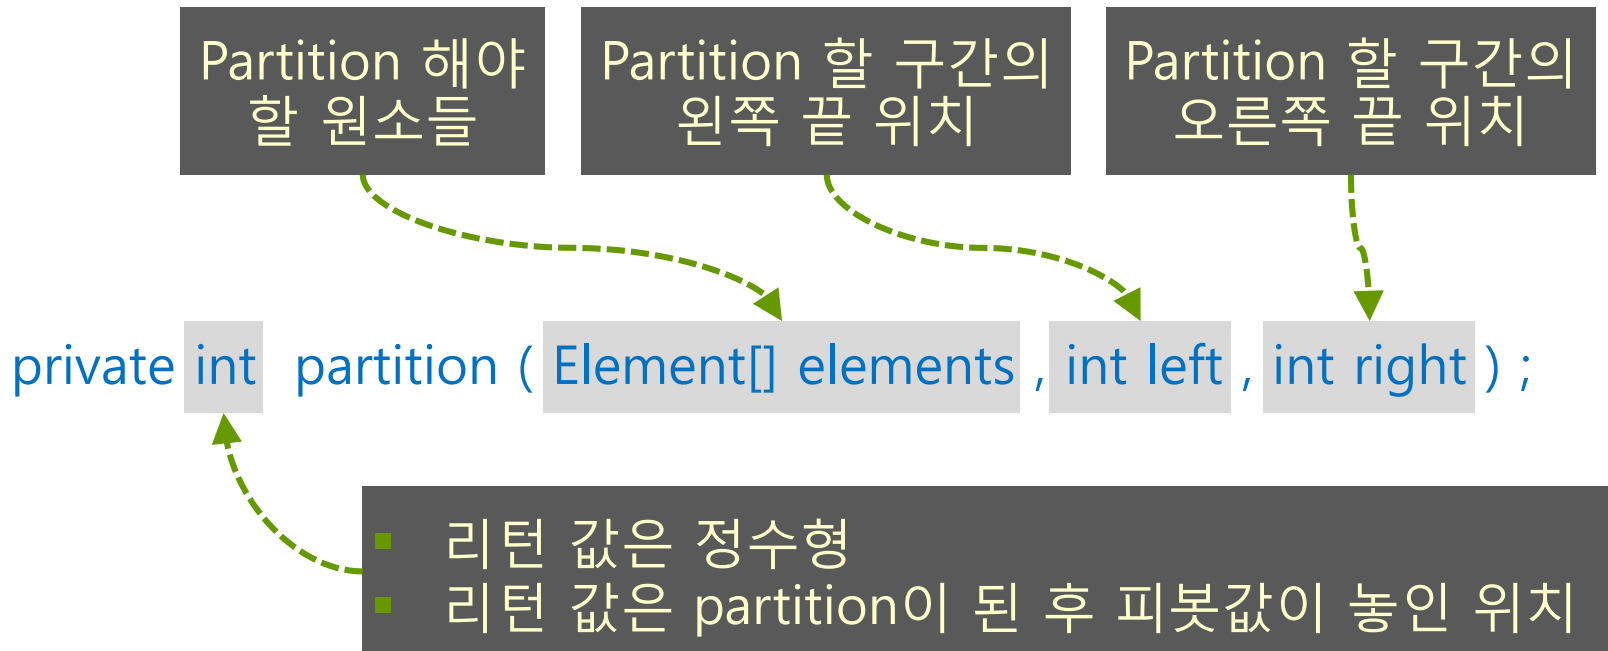 Partition 해야
할 원소들
Partition 할 구간의
왼쪽 끝 위치
Partition 할 구간의
오른쪽 끝 위치
private int partition ( Element[] elements , int left , int right ) ;
리턴 값은 정수형
리턴 값은 partition이 된 후 피봇값이 놓인 위치